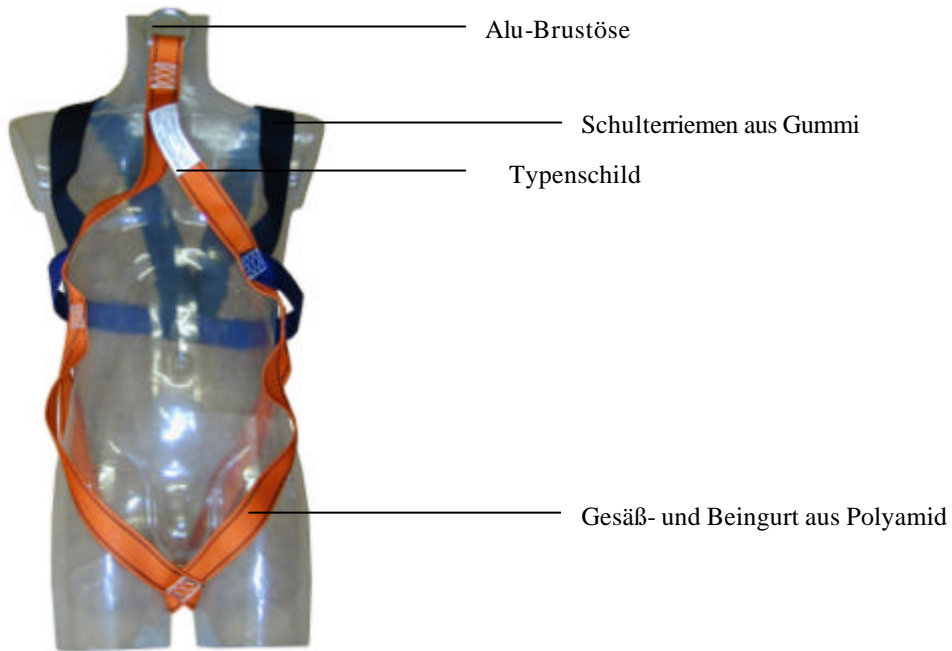 Alu-Brustöse
Schulterriemen aus Gummi
Typenschild
Gesäß- und Beingurt aus Polyamid